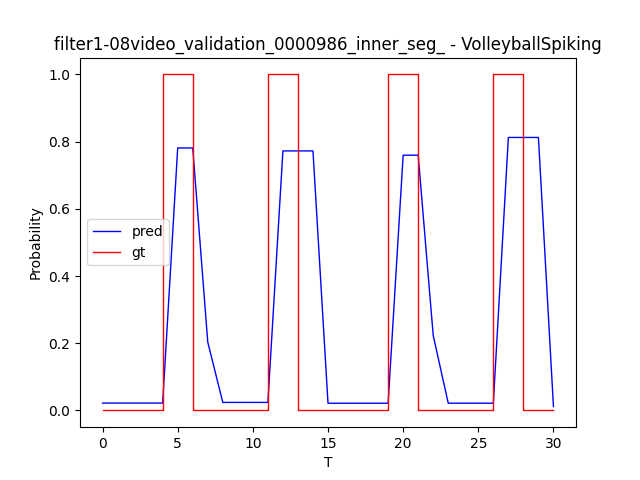 filter1-08video_validation_0000986_inner_seg_ - VolleyballSpiking
1.0
0.8
0.6
0.4
0.2
0.0
Probability
pred
gt
0 5 10 15 20 25 30
T